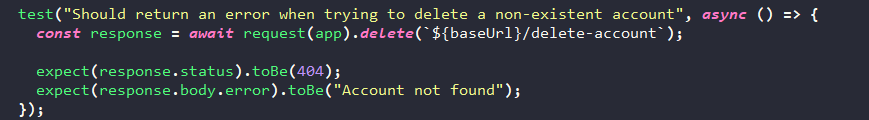 test("Should return an error when trying to delete a non-existent account", async () => {
  const response = await request(app).delete(`${baseUrl}/delete-account`);

  expect(response.status).toBe(404);
  expect(response.body.error).toBe("Account not found");
});